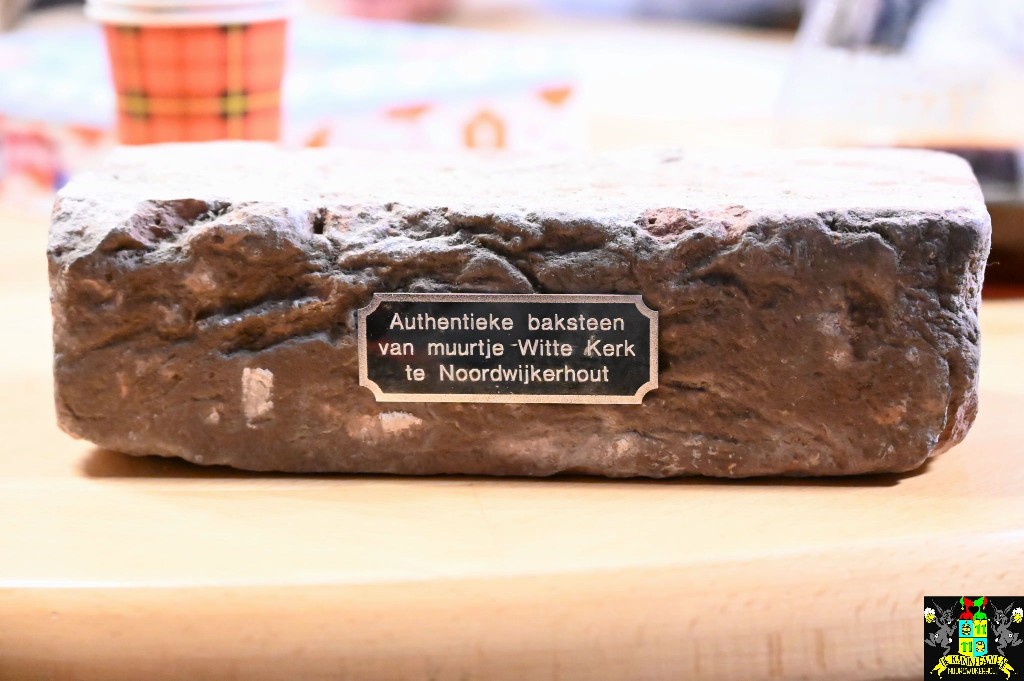 Authentieke baksteen
van muurtje Witte Kerk
te Noordwijkerhout